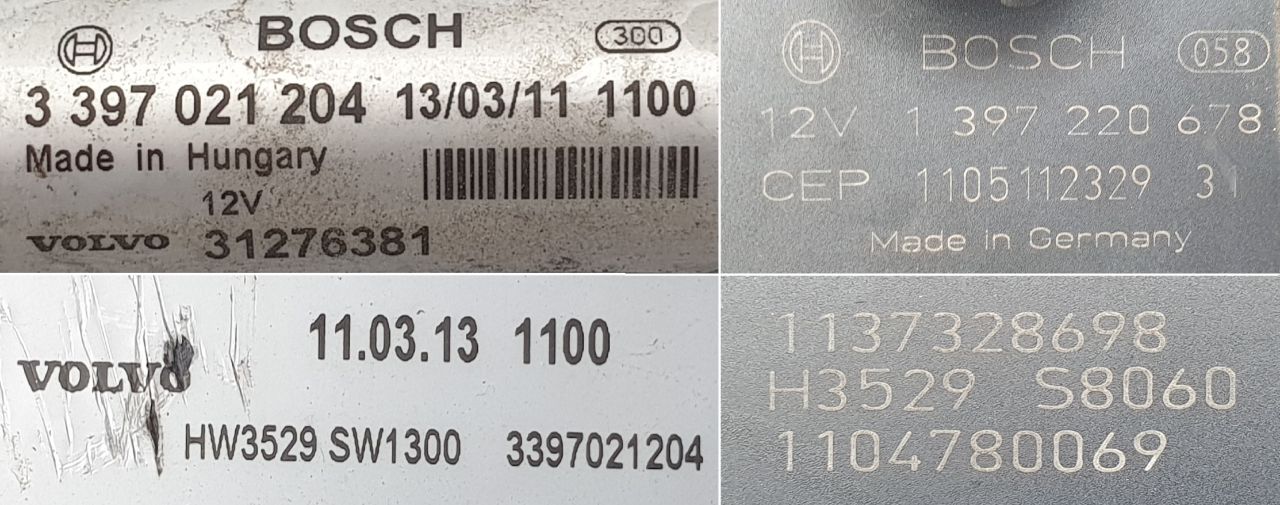 BOSCH 300
3 397 021 204 13/03/11 1100
Made in Hungary
12V
VOLVO 31276381
BOSCH 058
12V 1 397 220 678
CEP 1105112329 31
Made in Germany
11.03.13 1100
VOLVO
HW3529 SW1300 3397021204
1137328698
H3529 S8060
1104780069